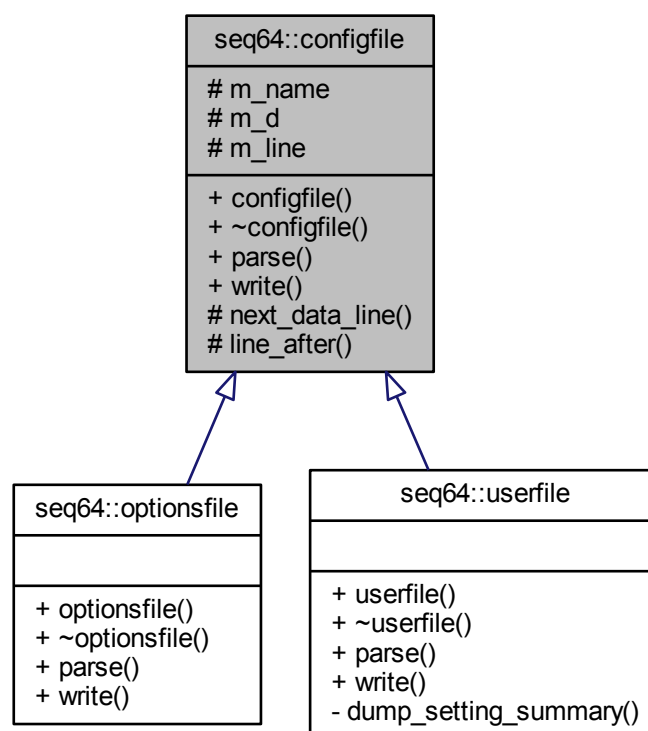 seq64::configfile
# m_name
# m_d
# m_line
+ configfile()
+ ~configfile()
+ parse()
+ write()
# next_data_line()
# line_after()
seq64::optionsfile
+ optionsfile()
+ ~optionsfile()
+ parse()
+ write()
seq64::userfile
+ userfile()
+ ~userfile()
+ parse()
+ write()
- dump_setting_summary()